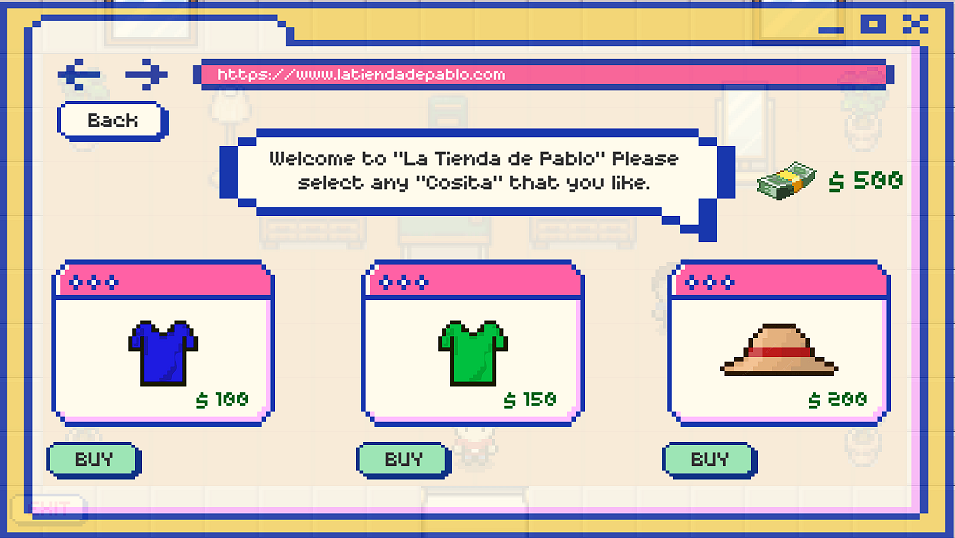 https://www.latiendadepablo.com
Back
Welcome to "La Tienda de Pablo" Please
select any "Cosita" that you like.
$ 500
$ 100
$ 150
$ 200
BUY
BUY
BUY
EXIT